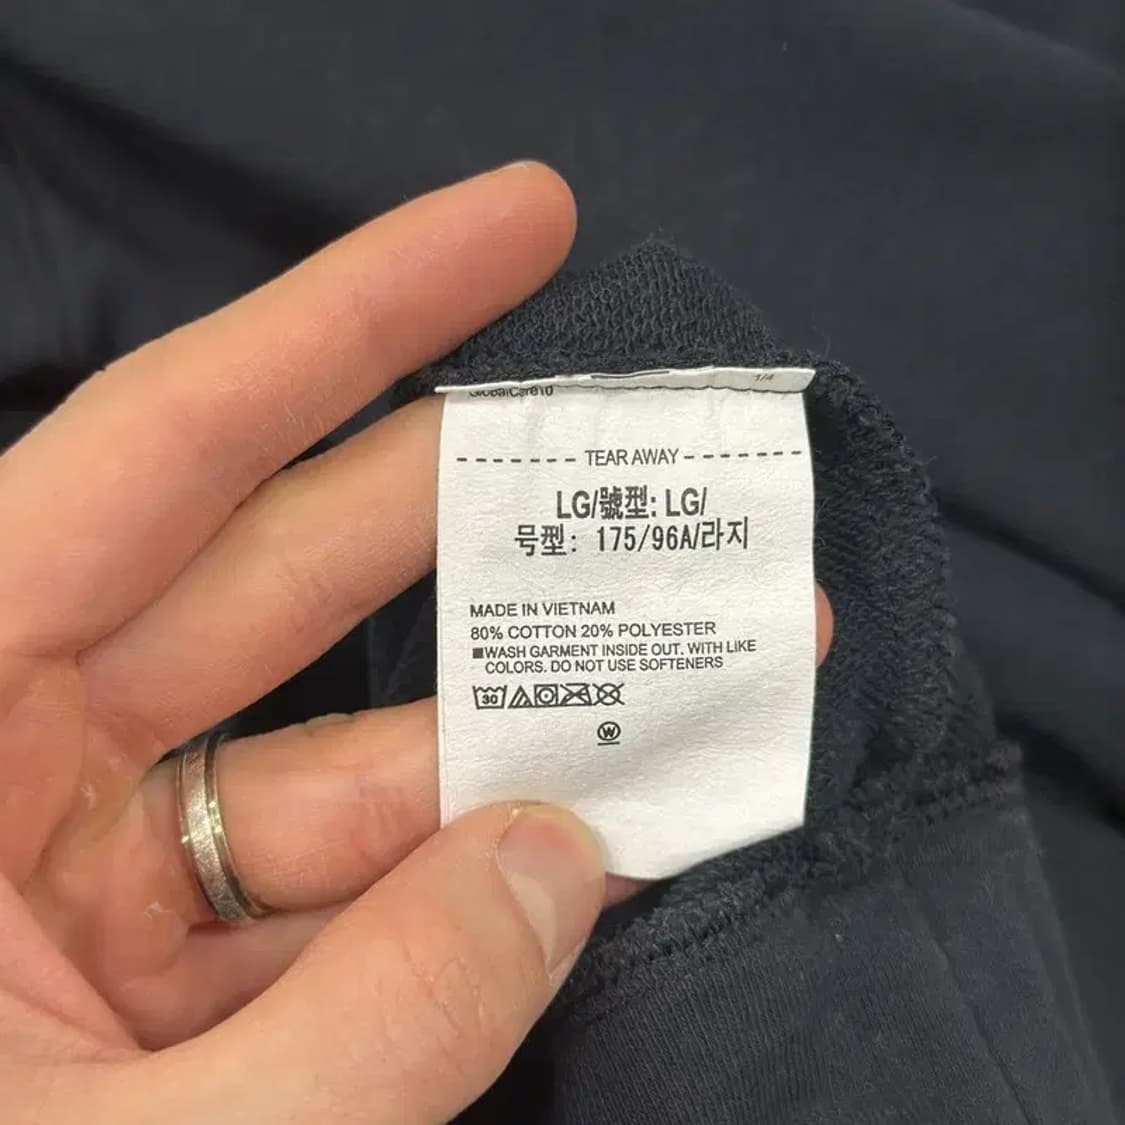 GlobalCare10
1/4
TEAR AWAY
LG/號型: LG/
号型: 175/96A/라지
MADE IN VIETNAM
80% COTTON 20% POLYESTER
■WASH GARMENT INSIDE OUT. WITH LIKE
COLORS. DO NOT USE SOFTENERS
30
W